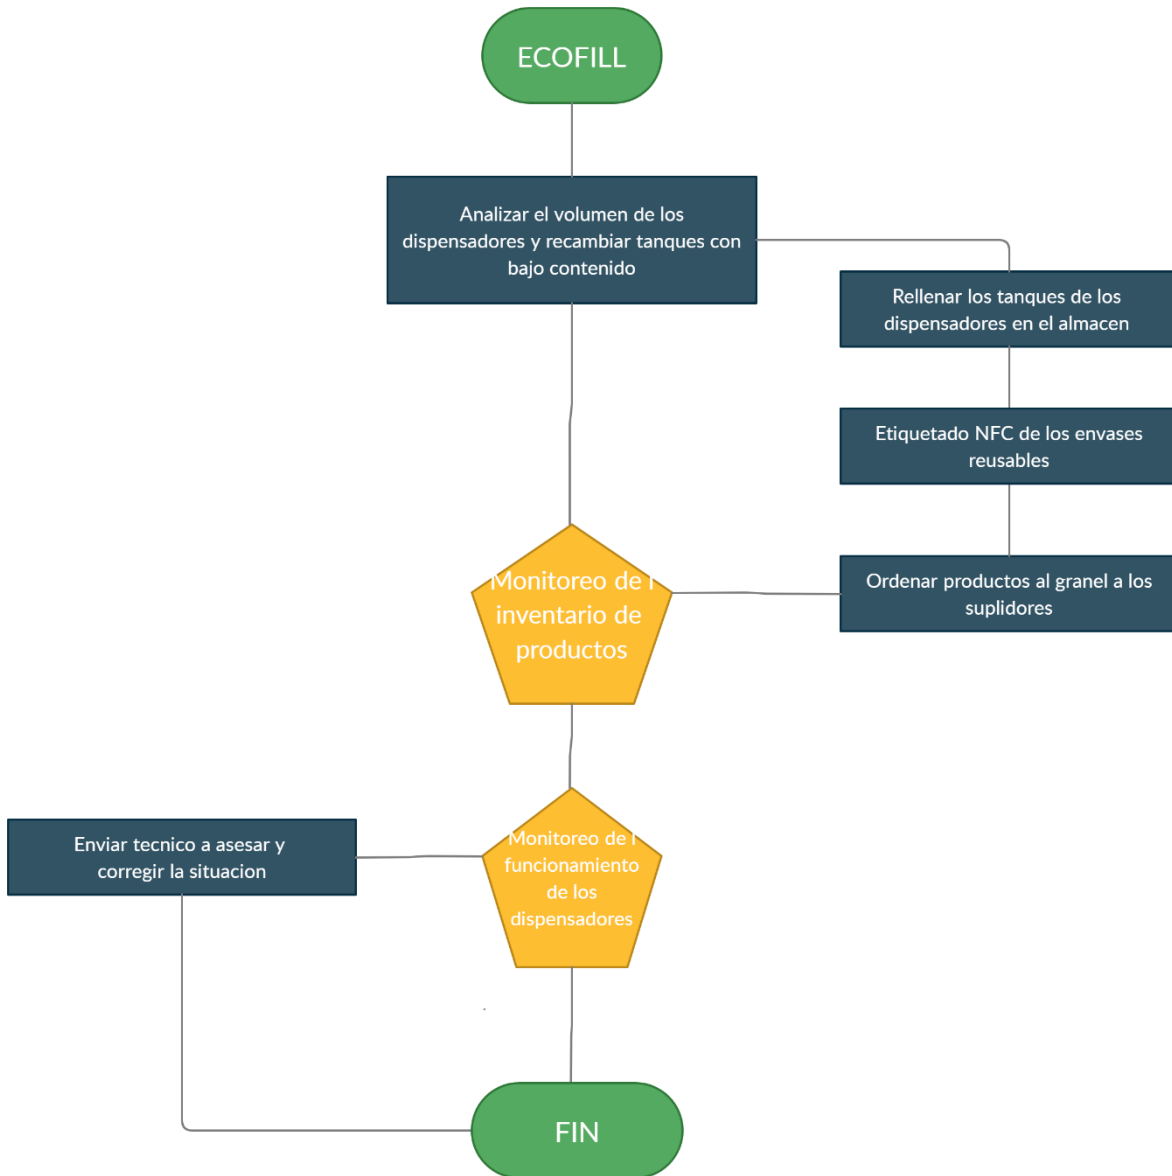 ECOFILL
Analizar el volumen de los
dispensadores y recambiar tanques con
bajo contenido
Rellenar los tanques de los
dispensadores en el almacen
Etiquetado NFC de los envases
reusables
Ordenar productos al granel a los
suplidores
Monitoreo de l
inventario de
productos
Monitoreo de l
funcionamiento
de los
dispensadores
Enviar tecnico a asesar y
corregir la situacion
FIN